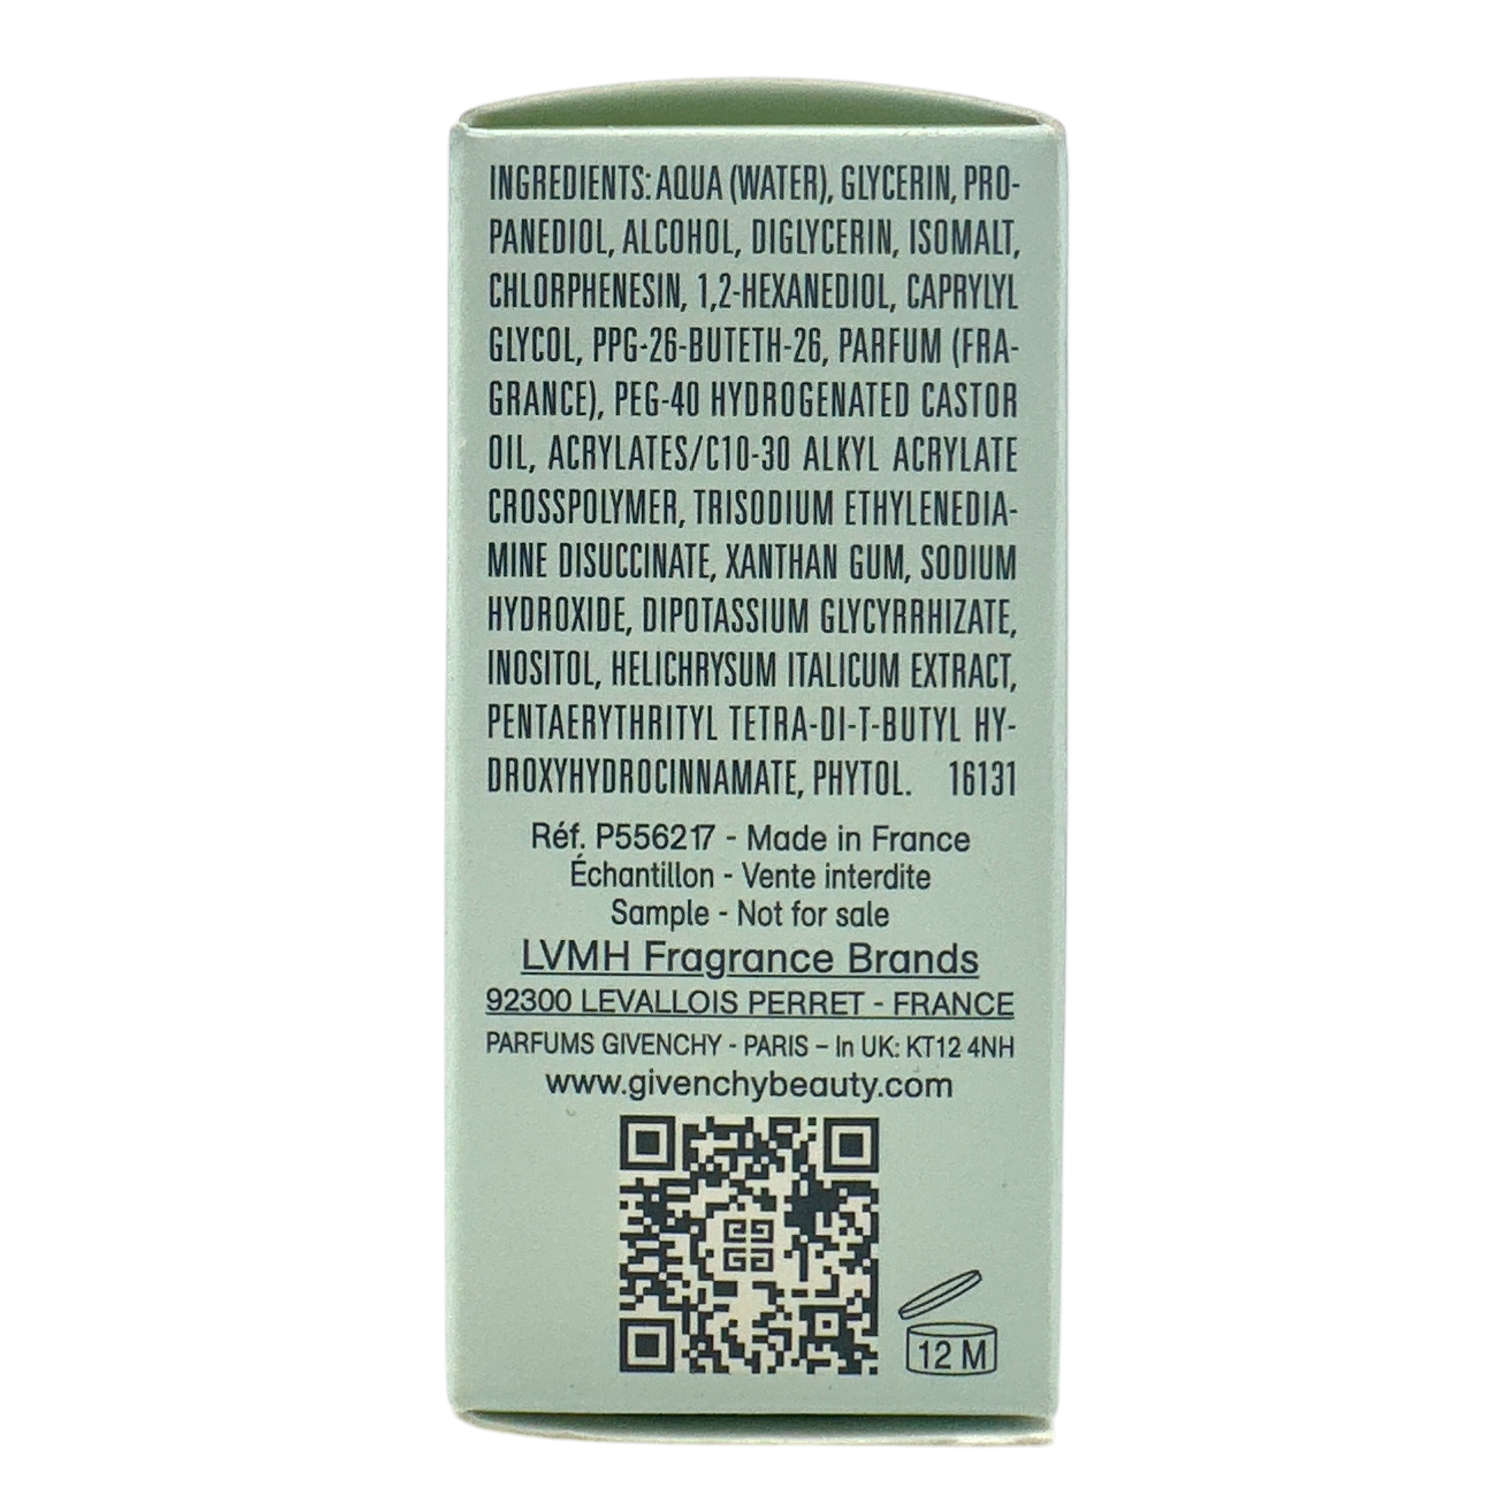 INGREDIENTS: AQUA (WATER), GLYCERIN, PRO-
PANEDIOL, ALCOHOL, DIGLYCERIN, ISOMALT,
CHLORPHENESIN, 1,2-HEXANEDIOL, CAPRYLYL
GLYCOL, PPG-26-BUTETH-26, PARFUM (FRA-
GRANCE), PEG-40 HYDROGENATED CASTOR
OIL, ACRYLATES/C10-30 ALKYL ACRYLATE
CROSSPOLYMER, TRISODIUM ETHYLENEDIA-
MINE DISUCCINATE, XANTHAN GUM, SODIUM
HYDROXIDE, DIPOTASSIUM GLYCYRRHIZATE,
INOSITOL, HELICHRYSUM ITALICUM EXTRACT,
PENTAERYTHRITYL TETRA-DI-T-BUTYL HY-
DROXYHYDROCINNAMATE, PHYTOL. 16131
Réf. P556217 - Made in France
Échantillon - Vente interdite
Sample - Not for sale
LVMH Fragrance Brands
92300 LEVALLOIS PERRET - FRANCE
PARFUMS GIVENCHY - PARIS – In UK: KT12 4NH
www.givenchybeauty.com
12 M